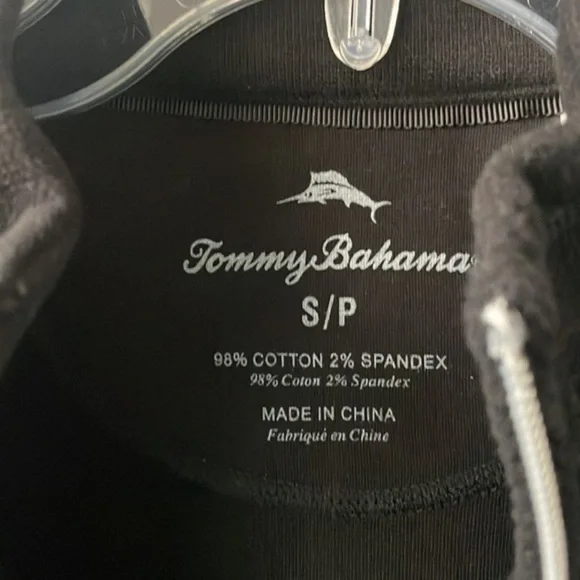 Tommy Bahama
S/P
98% COTTON 2% SPANDEX
98% Coton 2% Spandex
MADE IN CHINA
Fabriqué en Chine